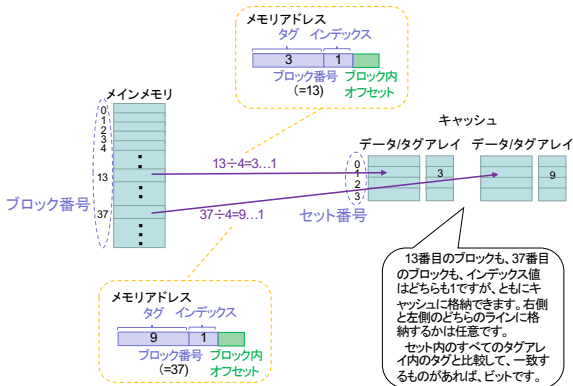 メモリアドレス
タグ インデックス
3 1
ブロック番号 ブロック内
(=13) オフセット
メインメモリ
0
1
2
3
4
13
37
ブロック番号
13÷4=3…1
37÷4=9…1
キャッシュ
データ/タグアレイ データ/タグアレイ
0
1
2
3
3
9
セット番号
13番目のブロックも、37番目
のブロックも、インデックス値
はどちらも1ですが、ともにキ
ャッシュに格納できます。右側
と左側のどちらのラインに格
納するかは任意です。
セット内のすべてのタグアレ
イ内のタグと比較して、一致す
るものがあれば、ビットです。
メモリアドレス
タグ インデックス
9 1
ブロック番号 ブロック内
(=37) オフセット